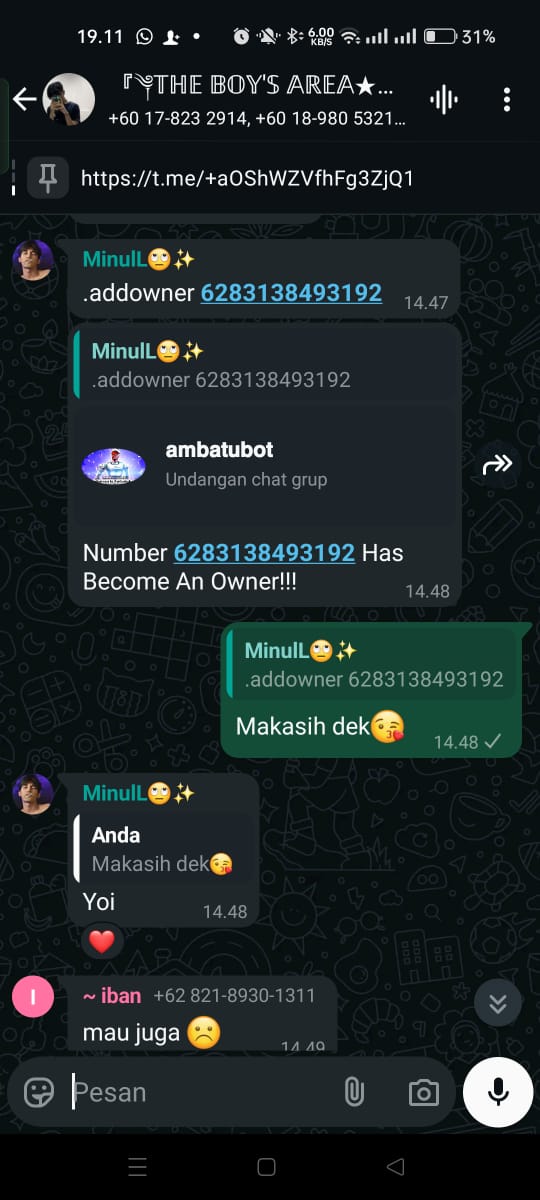 19.11
6.00
KB/S
31%
『༒THE BOY'S AREA★...
+60 17-823 2914, +60 18-980 5321...
https://t.me/+aOShWZVfhFg3ZjQ1
MinulL🙄✨
.addowner 6283138493192
14.47
MinulL🙄✨
.addowner 6283138493192
ambatubot
Undangan chat grup
Number 6283138493192 Has
Become An Owner!!!
14.48
MinulL🙄✨
.addowner 6283138493192
Makasih dek😘
14.48
MinulL🙄✨
Anda
Makasih dek😘
Yoi
14.48
❤️
I
~ iban +62 821-8930-1311
mau juga ☹️
14.49
Pesan